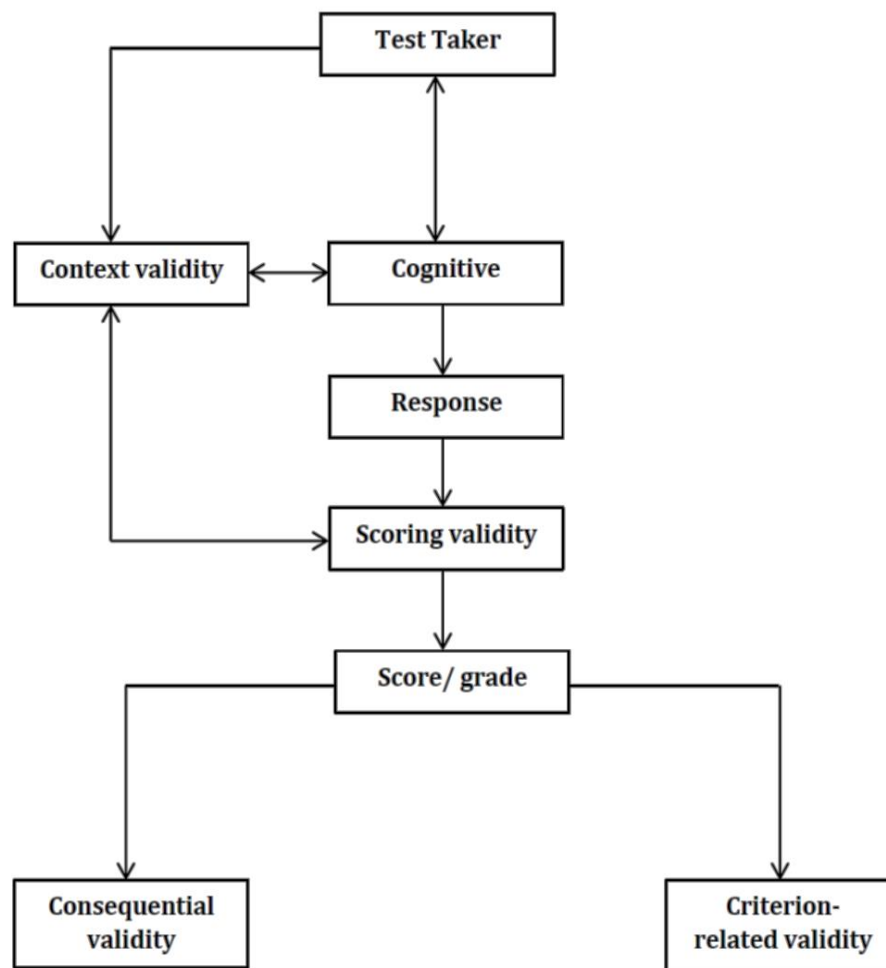 Test Taker
Context validity
Cognitive
Response
Scoring validity
Score/ grade
Consequential
validity
Criterion-
related validity